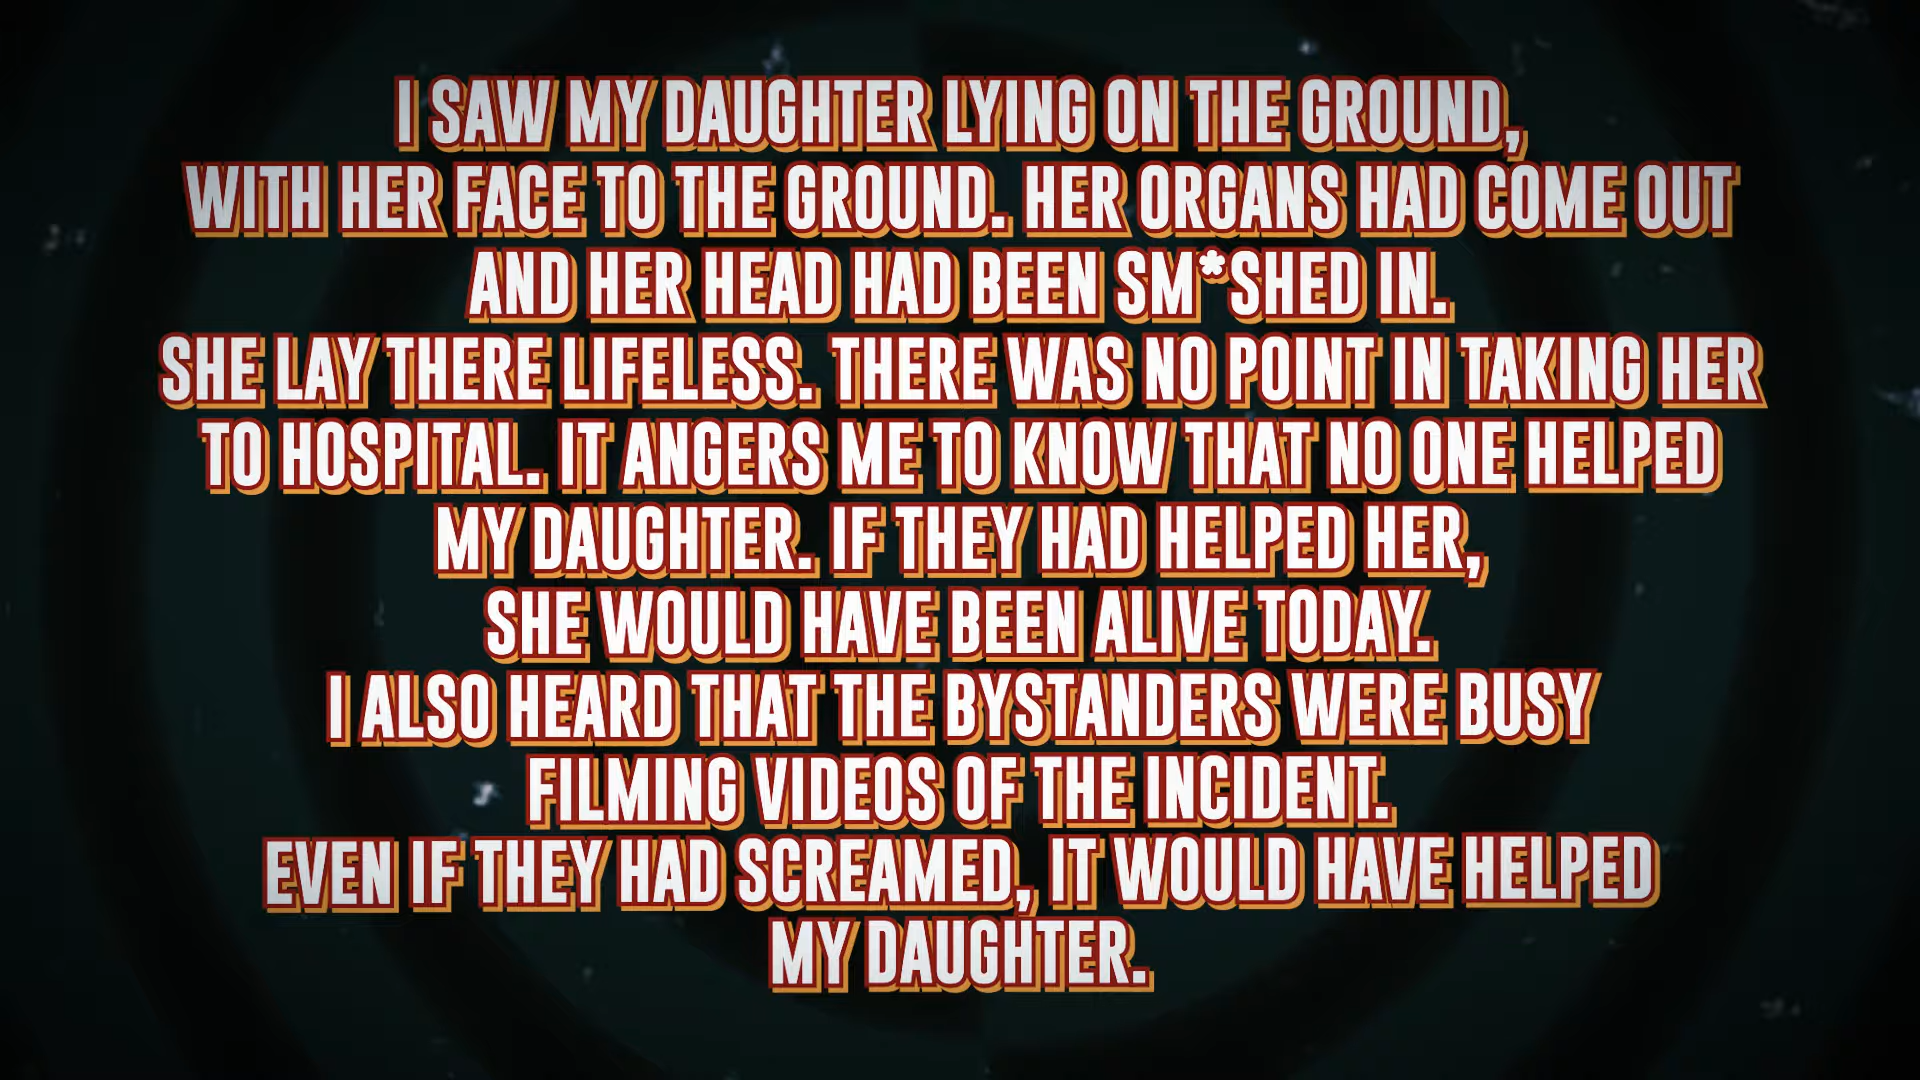 I SAW MY DAUGHTER LYING ON THE GROUND,
WITH HER FACE TO THE GROUND. HER ORGANS HAD COME OUT
AND HER HEAD HAD BEEN SM*SHED IN.
SHE LAY THERE LIFELESS. THERE WAS NO POINT IN TAKING HER
TO HOSPITAL. IT ANGERS ME TO KNOW THAT NO ONE HELPED
MY DAUGHTER. IF THEY HAD HELPED HER,
SHE WOULD HAVE BEEN ALIVE TODAY.
I ALSO HEARD THAT THE BYSTANDERS WERE BUSY
FILMING VIDEOS OF THE INCIDENT.
EVEN IF THEY HAD SCREAMED, IT WOULD HAVE HELPED
MY DAUGHTER.